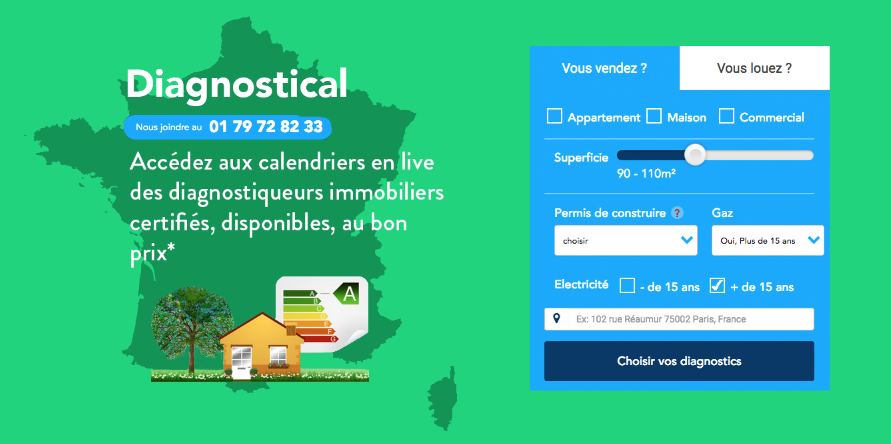 Diagnostical
Nous joindre au 01 79 72 82 33
Accédez aux calendriers en live
des diagnostiqueurs immobiliers
certifiés, disponibles, au bon
prix*
A
A
B
C
D
E
F
G
Vous vendez ?
Vous louez ?
Appartement
Maison
Commercial
Superficie
90 - 110m²
Permis de construire ?
Gaz
choisir
Oui, Plus de 15 ans
Electricité
- de 15 ans
+ de 15 ans
Ex: 102 rue Réaumur 75002 Paris, France
Choisir vos diagnostics